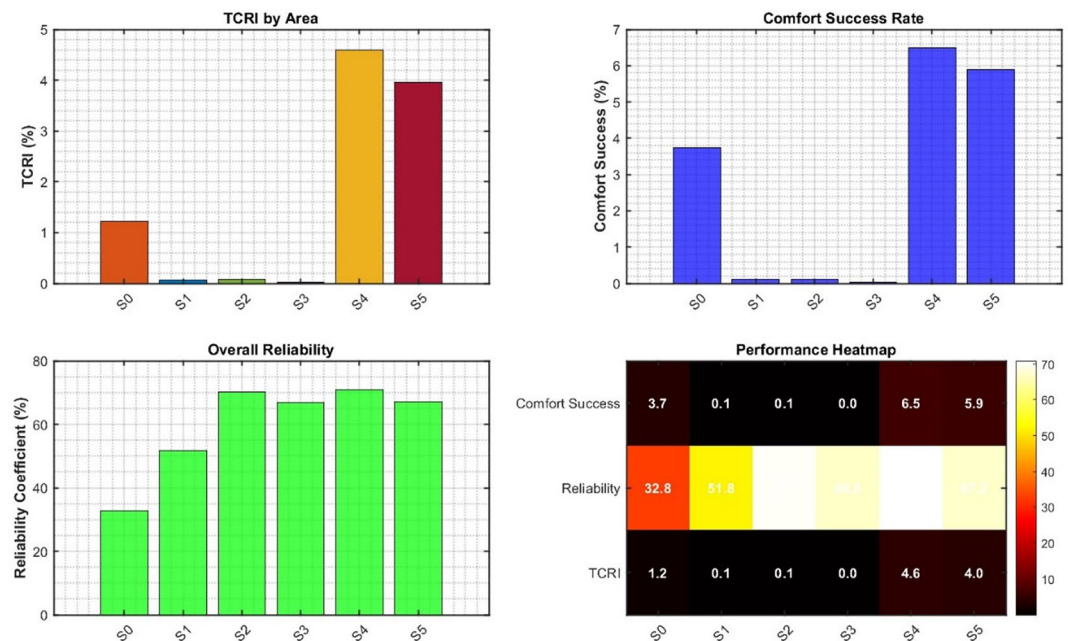 TCRI by Area
TCRI (%)
5
4
3
2
1
0
S0 S1 S2 S3 S4 S5
Comfort Success Rate
Comfort Success (%)
7
6
5
4
3
2
1
0
S0 S1 S2 S3 S4 S5
Overall Reliability
Reliability Coefficient (%)
80
60
40
20
0
S0 S1 S2 S3 S4 S5
Performance Heatmap
Comfort Success 3.7 0.1 0.1 0.0 6.5 5.9
Reliability 32.8 51.8
TCRI 1.2 0.1 0.1 0.0 4.6 4.0
S0 S1 S2 S3 S4 S5
70
60
50
40
30
20
10